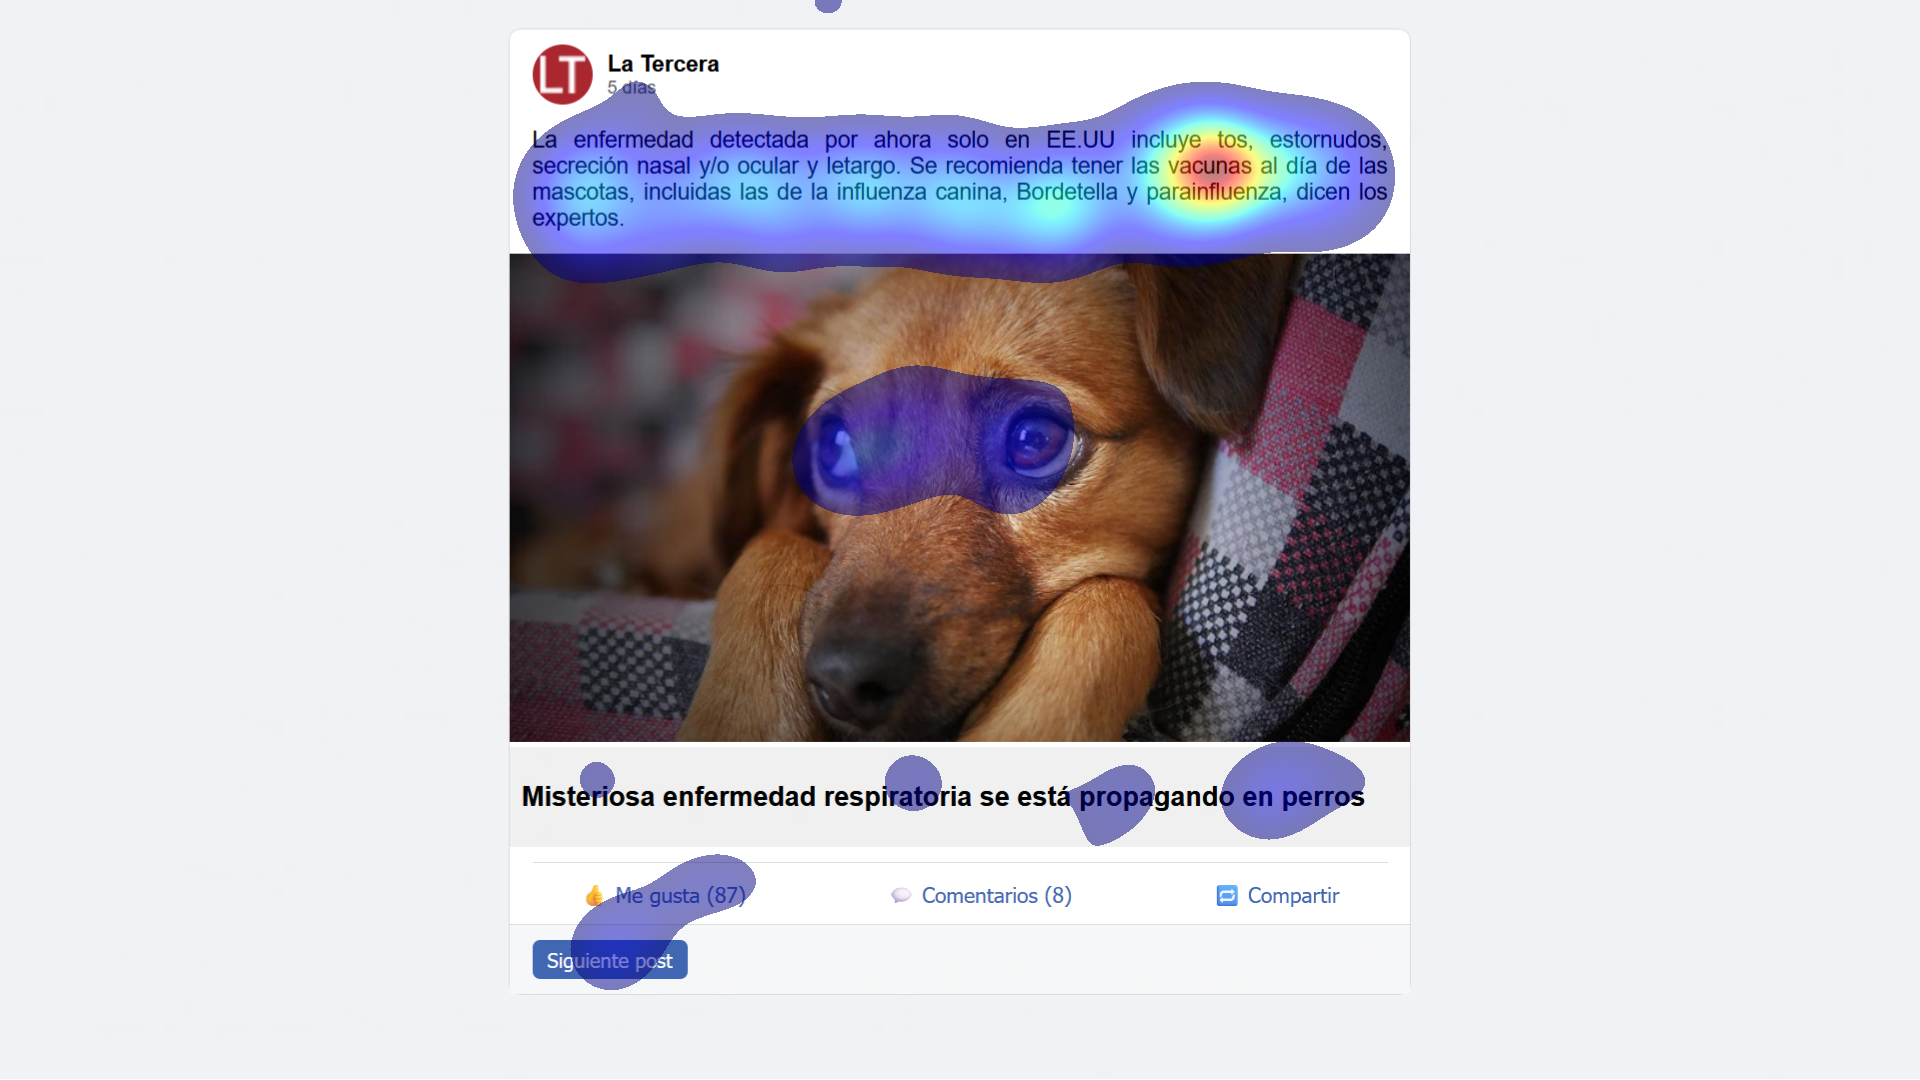 LT
La Tercera
5 días
La enfermedad detectada por ahora solo en EE.UU incluye tos, estornudos,
secreción nasal y/o ocular y letargo. Se recomienda tener las vacunas al día de las
mascotas, incluidas las de la influenza canina, Bordetella y parainfluenza, dicen los
expertos.
Misteriosa enfermedad respiratoria se está propagando en perros
👍 Me gusta (87)
💬 Comentarios (8)
🔁 Compartir
Siguiente post